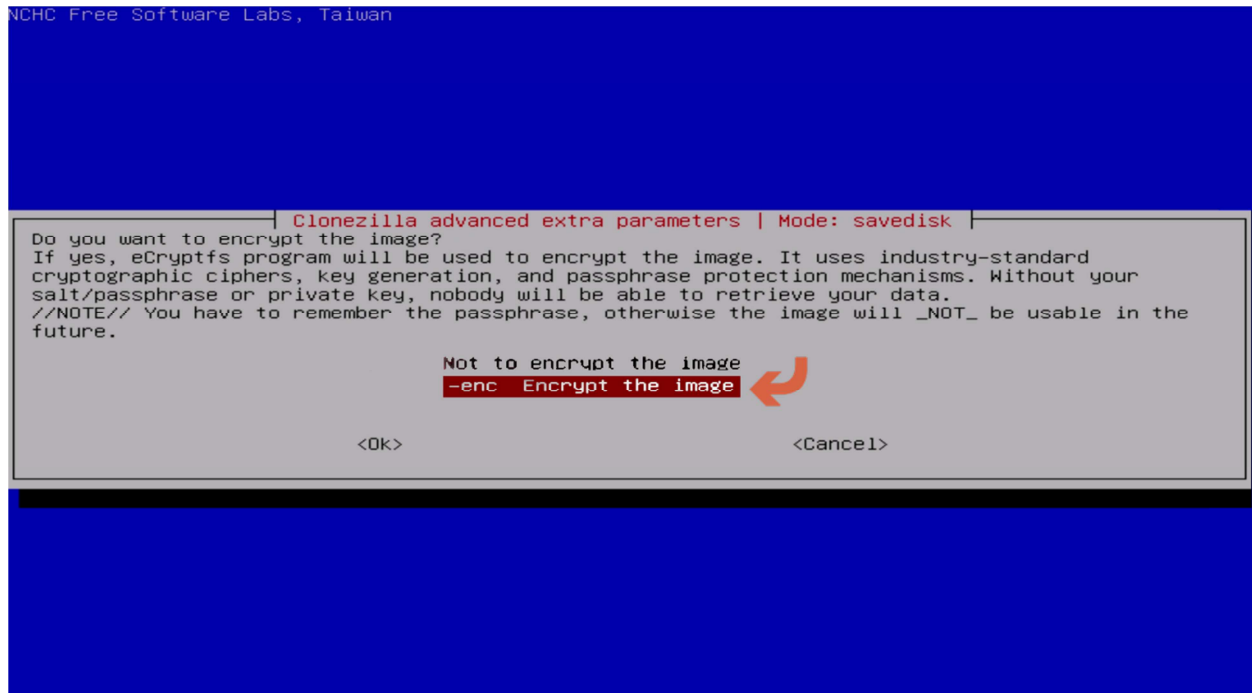 NCHC Free Software Labs, Taiwan
Clonezilla advanced extra parameters | Mode: savedisk
Do you want to encrypt the image?
If yes, eCryptfs program will be used to encrypt the image. It uses industry-standard
cryptographic ciphers, key generation, and passphrase protection mechanisms. Without your
salt/passphrase or private key, nobody will be able to retrieve your data.
//NOTE// You have to remember the passphrase, otherwise the image will _NOT_ be usable in the
future.
Not to encrypt the image
-enc  Encrypt the image
<Ok> <Cancel>